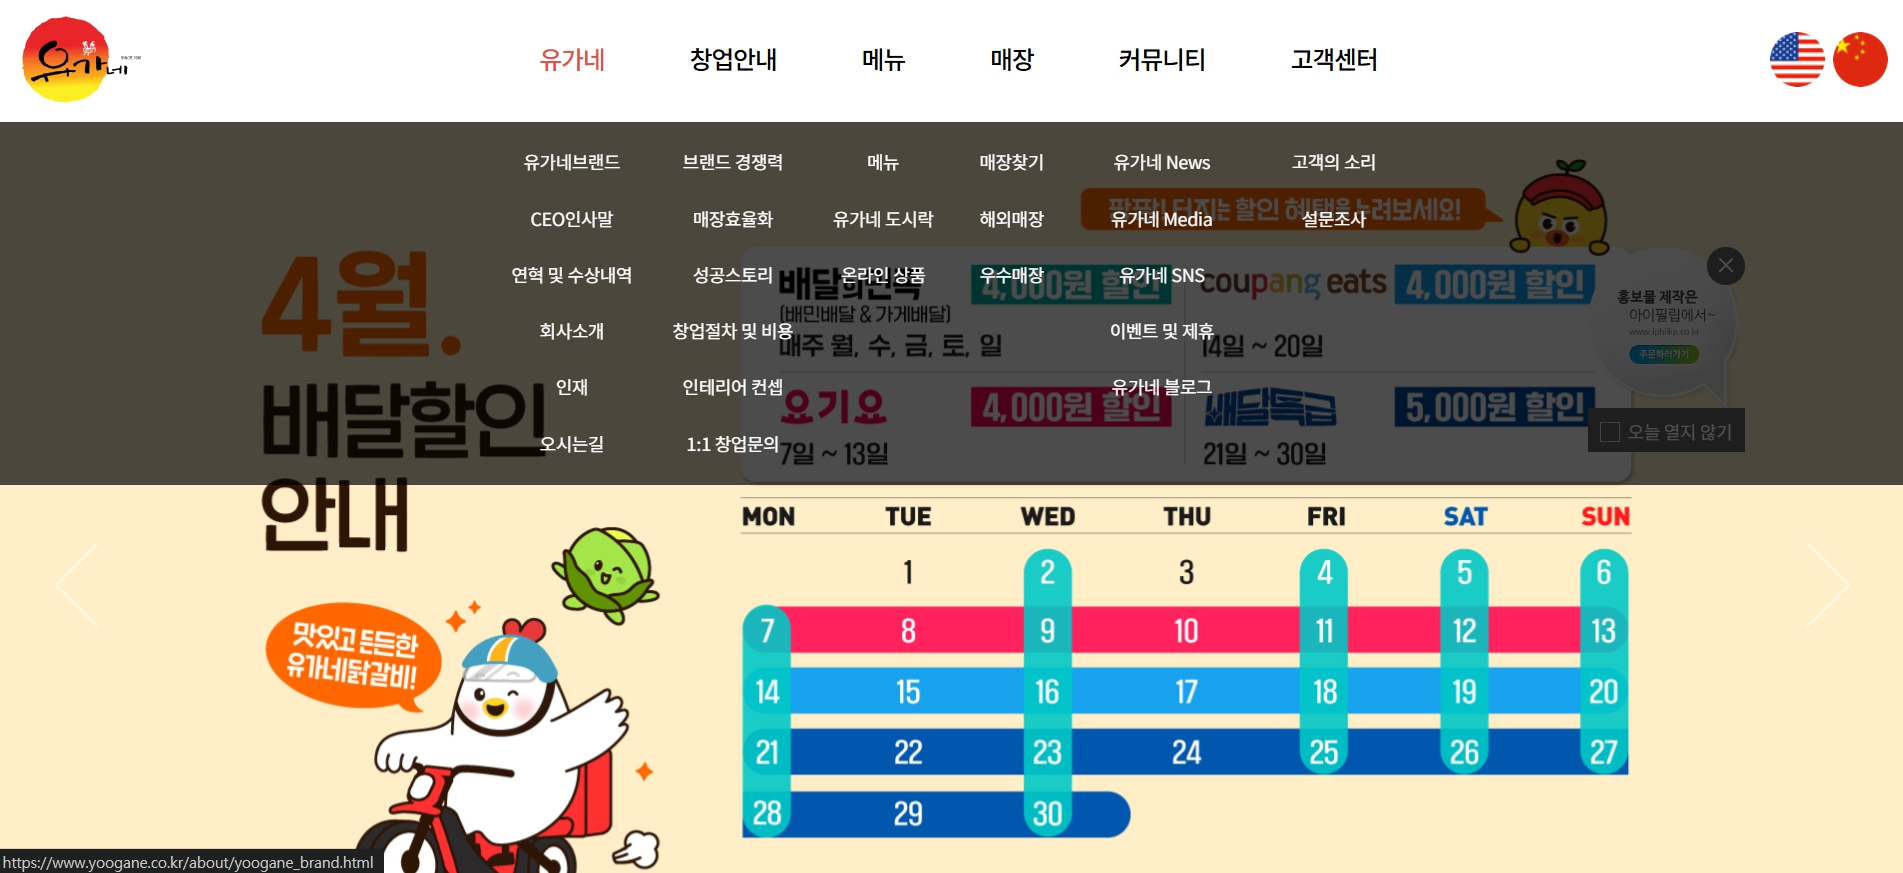 유가네
SINCE 1981
유가네 창업안내 메뉴 매장 커뮤니티 고객센터
유가네브랜드 브랜드 경쟁력 메뉴 매장찾기 유가네 News 고객의 소리
CEO인사말 매장효율화 유가네 도시락 해외매장 유가네 Media 설문조사
연혁 및 수상내역 성공스토리 온라인 상품 우수매장 유가네 SNS
회사소개 창업절차 및 비용 이벤트 및 제휴
인재 인테리어 컨셉 유가네 블로그
오시는길 1:1 창업문의
터지는 할인 혜택을 누려보세요!
4월.
배달할인
안내
배달의민족 4,000원 할인
(배민배달 & 가게배달)
매주 월, 수, 금, 토, 일
coupang eats 4,000원 할인
14일 ~ 20일
요기요 4,000원 할인
7일 ~ 13일
배달특급 5,000원 할인
21일 ~ 30일
홍보물 제작은
아이필립에서~
www.iphilip.co.kr
주문하러가기
오늘 열지 않기
MON TUE WED THU FRI SAT SUN
1 2 3 4 5 6
7 8 9 10 11 12 13
14 15 16 17 18 19 20
21 22 23 24 25 26 27
28 29 30
맛있고 든든한
유가네닭갈비!
https://www.yoogane.co.kr/about/yoogane_brand.html